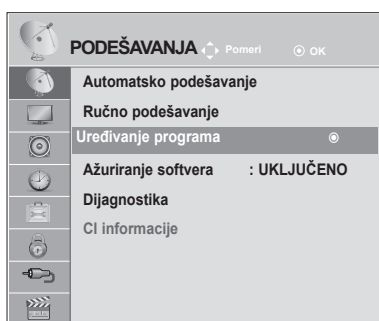 PODEŠAVANJA Pomeri OK
Automatsko podešavanje
Ručno podešavanje
Uređivanje programa
Ažuriranje softvera : UKLJUČENO
Dijagnostika
CI informacije